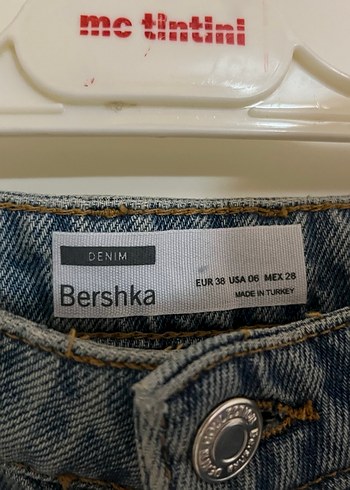 mc tintini
DENIM
Bershka
EUR 38 USA 06 MEX 28
MADE IN TURKEY